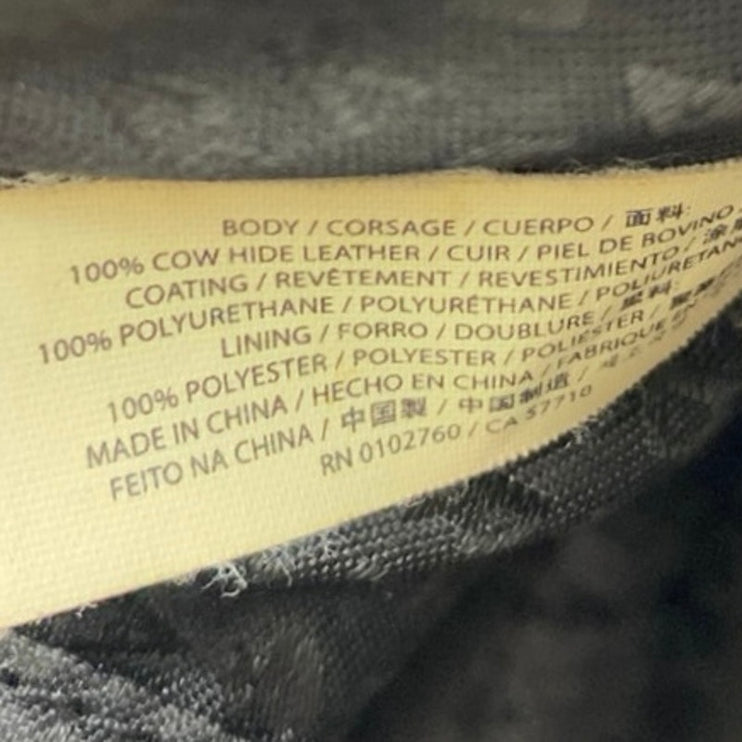 BODY / CORSAGE / CUERPO / 面料:
100% COW HIDE LEATHER / CUIR / PIEL DE BOVINO
COATING / REVÊTEMENT / REVESTIMIENTO /
100% POLYURETHANE / POLYURÉTHANE / POLIURETANO
LINING / FORRO / DOUBLURE / 里料:
100% POLYESTER / POLYESTER / POLIÉSTER /
MADE IN CHINA / HECHO EN CHINA / FABRIQUÉ EN
FEITO NA CHINA / 中国製 / 中国制造 /
RN 0102760 / CA 57710